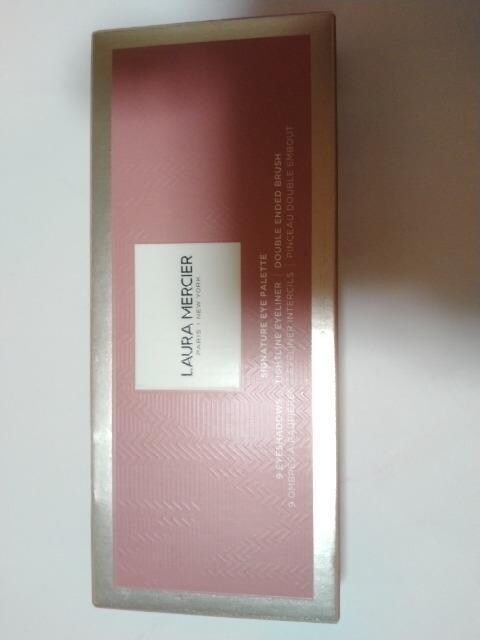 LAURA MERCIER
PARIS | NEW YORK
SIGNATURE EYE PALETTE
9 EYESHADOWS | TIGHTLINE EYELINER | DOUBLE ENDED BRUSH
9 OMBRES À PAUPIÈRES | EYELINER INTERCILS | PINCEAU DOUBLE EMBOUT